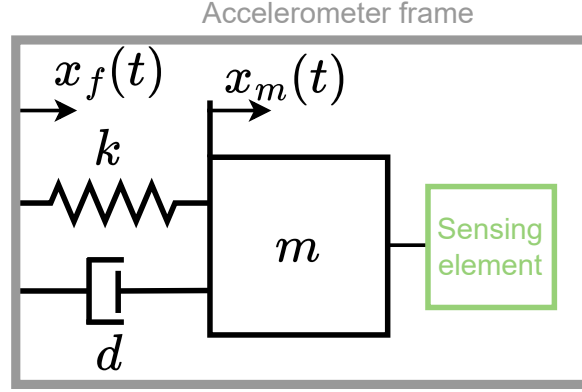 Accelerometer frame
x_f(t) x_m(t)
k
m
Sensing
element
d